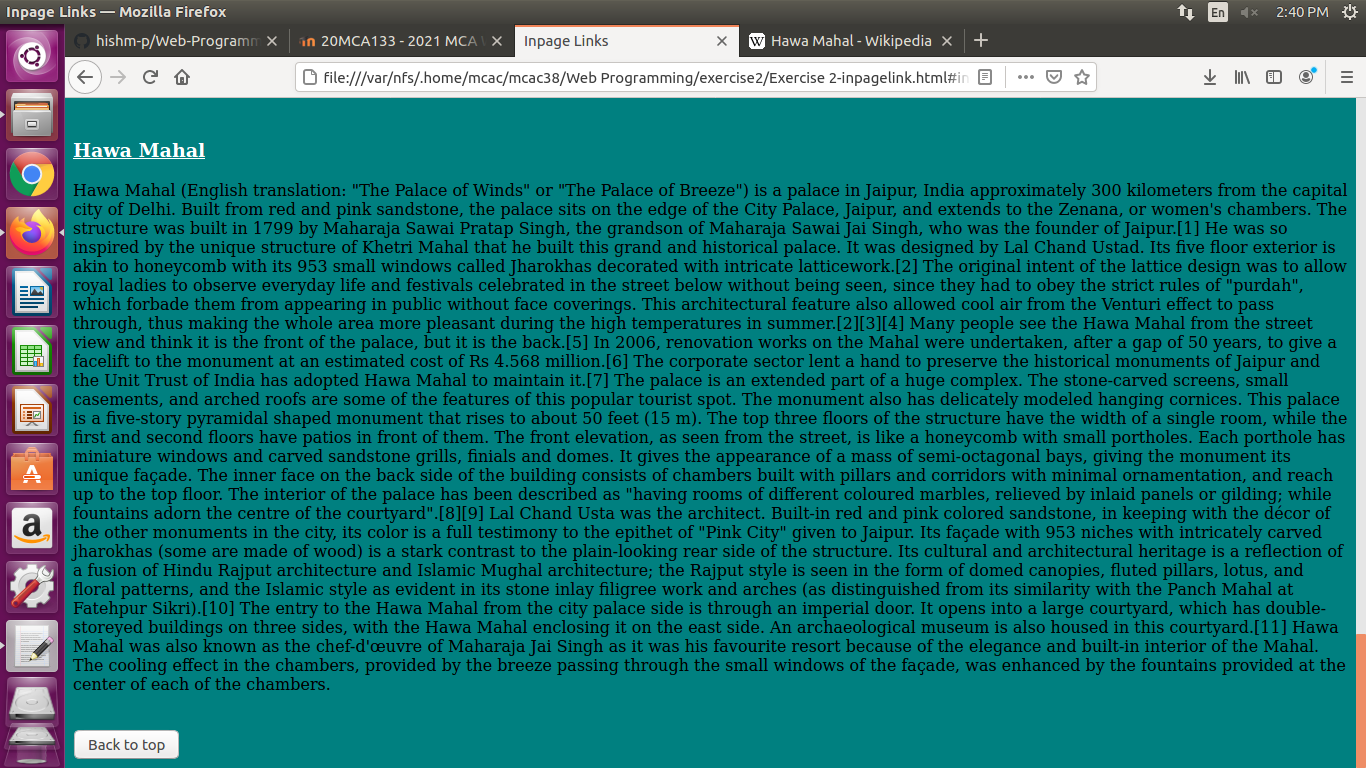 Inpage Links — Mozilla Firefox
En
2:40 PM
hishm-p/Web-Programm
20MCA133 - 2021 MCA
Inpage Links
W Hawa Mahal - Wikipedia
file:///var/nfs/.home/mcac/mcac38/Web Programming/exercise2/Exercise 2-inpagelink.html#in
Hawa Mahal
Hawa Mahal (English translation: "The Palace of Winds" or "The Palace of Breeze") is a palace in Jaipur, India approximately 300 kilometers from the capital
city of Delhi. Built from red and pink sandstone, the palace sits on the edge of the City Palace, Jaipur, and extends to the Zenana, or women's chambers. The
structure was built in 1799 by Maharaja Sawai Pratap Singh, the grandson of Maharaja Sawai Jai Singh, who was the founder of Jaipur.[1] He was so
inspired by the unique structure of Khetri Mahal that he built this grand and historical palace. It was designed by Lal Chand Ustad. Its five floor exterior is
akin to honeycomb with its 953 small windows called Jharokhas decorated with intricate latticework.[2] The original intent of the lattice design was to allow
royal ladies to observe everyday life and festivals celebrated in the street below without being seen, since they had to obey the strict rules of "purdah",
which forbade them from appearing in public without face coverings. This architectural feature also allowed cool air from the Venturi effect to pass
through, thus making the whole area more pleasant during the high temperatures in summer.[2][3][4] Many people see the Hawa Mahal from the street
view and think it is the front of the palace, but it is the back.[5] In 2006, renovation works on the Mahal were undertaken, after a gap of 50 years, to give a
facelift to the monument at an estimated cost of Rs 4.568 million.[6] The corporate sector lent a hand to preserve the historical monuments of Jaipur and
the Unit Trust of India has adopted Hawa Mahal to maintain it.[7] The palace is an extended part of a huge complex. The stone-carved screens, small
casements, and arched roofs are some of the features of this popular tourist spot. The monument also has delicately modeled hanging cornices. This palace
is a five-story pyramidal shaped monument that rises to about 50 feet (15 m). The top three floors of the structure have the width of a single room, while the
first and second floors have patios in front of them. The front elevation, as seen from the street, is like a honeycomb with small portholes. Each porthole has
miniature windows and carved sandstone grills, finials and domes. It gives the appearance of a mass of semi-octagonal bays, giving the monument its
unique façade. The inner face on the back side of the building consists of chambers built with pillars and corridors with minimal ornamentation, and reach
up to the top floor. The interior of the palace has been described as "having rooms of different coloured marbles, relieved by inlaid panels or gilding; while
fountains adorn the centre of the courtyard".[8][9] Lal Chand Usta was the architect. Built-in red and pink colored sandstone, in keeping with the décor of
the other monuments in the city, its color is a full testimony to the epithet of "Pink City" given to Jaipur. Its façade with 953 niches with intricately carved
jharokhas (some are made of wood) is a stark contrast to the plain-looking rear side of the structure. Its cultural and architectural heritage is a reflection of
a fusion of Hindu Rajput architecture and Islamic Mughal architecture; the Rajput style is seen in the form of domed canopies, fluted pillars, lotus, and
floral patterns, and the Islamic style as evident in its stone inlay filigree work and arches (as distinguished from its similarity with the Panch Mahal at
Fatehpur Sikri).[10] The entry to the Hawa Mahal from the city palace side is through an imperial door. It opens into a large courtyard, which has double-
storeyed buildings on three sides, with the Hawa Mahal enclosing it on the east side. An archaeological museum is also housed in this courtyard.[11] Hawa
Mahal was also known as the chef-d'œuvre of Maharaja Jai Singh as it was his favourite resort because of the elegance and built-in interior of the Mahal.
The cooling effect in the chambers, provided by the breeze passing through the small windows of the façade, was enhanced by the fountains provided at the
center of each of the chambers.
Back to top